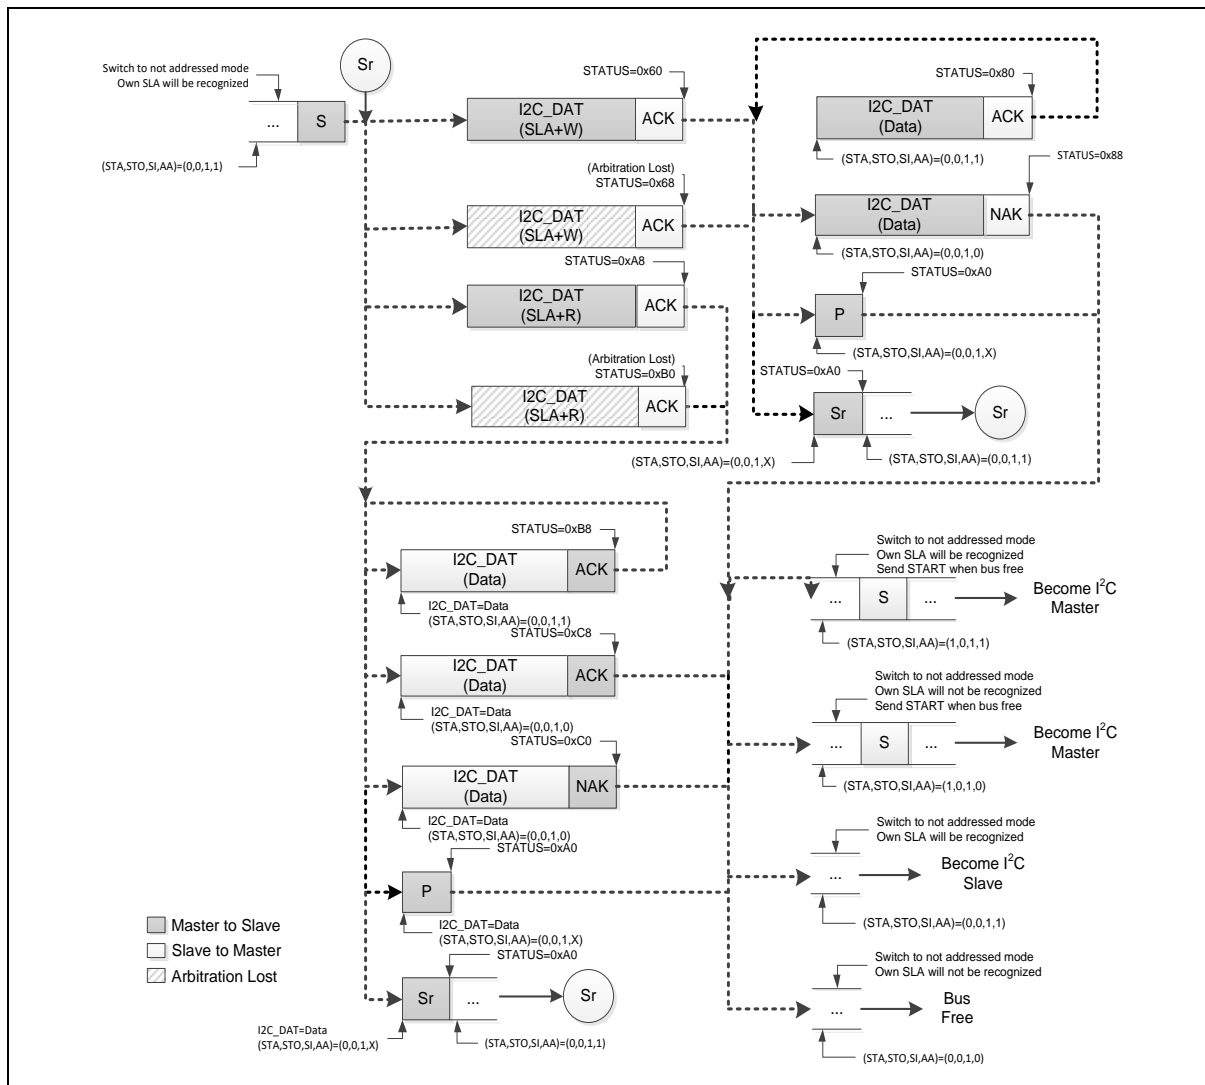 Switch to not addressed mode
Own SLA will be recognized
...
S
(STA,STO,SI,AA)=(0,0,1,1)
Sr
STATUS=0x60
I2C_DAT
(SLA+W)
ACK
(Arbitration Lost)
STATUS=0x68
I2C_DAT
(SLA+W)
ACK
STATUS=0xA8
I2C_DAT
(SLA+R)
ACK
(Arbitration Lost)
STATUS=0xB0
I2C_DAT
(SLA+R)
ACK
STATUS=0x80
I2C_DAT
(Data)
ACK
(STA,STO,SI,AA)=(0,0,1,1)
STATUS=0x88
I2C_DAT
(Data)
NAK
(STA,STO,SI,AA)=(0,0,1,0)
STATUS=0xA0
P
(STA,STO,SI,AA)=(0,0,1,X)
STATUS=0xA0
Sr
...
Sr
(STA,STO,SI,AA)=(0,0,1,X)
(STA,STO,SI,AA)=(0,0,1,1)
STATUS=0xB8
I2C_DAT
(Data)
ACK
I2C_DAT=Data
(STA,STO,SI,AA)=(0,0,1,1)
STATUS=0xC8
I2C_DAT
(Data)
ACK
I2C_DAT=Data
(STA,STO,SI,AA)=(0,0,1,0)
STATUS=0xC0
I2C_DAT
(Data)
NAK
I2C_DAT=Data
(STA,STO,SI,AA)=(0,0,1,0)
STATUS=0xA0
P
I2C_DAT=Data
(STA,STO,SI,AA)=(0,0,1,X)
STATUS=0xA0
Sr
...
Sr
I2C_DAT=Data
(STA,STO,SI,AA)=(0,0,1,X)
(STA,STO,SI,AA)=(0,0,1,1)
Switch to not addressed mode
Own SLA will be recognized
Send START when bus free
...
S
...
Become I²C
Master
(STA,STO,SI,AA)=(1,0,1,1)
Switch to not addressed mode
Own SLA will not be recognized
Send START when bus free
...
S
...
Become I²C
Master
(STA,STO,SI,AA)=(1,0,1,0)
Switch to not addressed mode
Own SLA will be recognized
...
Become I²C
Slave
(STA,STO,SI,AA)=(0,0,1,1)
Switch to not addressed mode
Own SLA will not be recognized
...
Bus
Free
(STA,STO,SI,AA)=(0,0,1,0)
Master to Slave
Slave to Master
Arbitration Lost